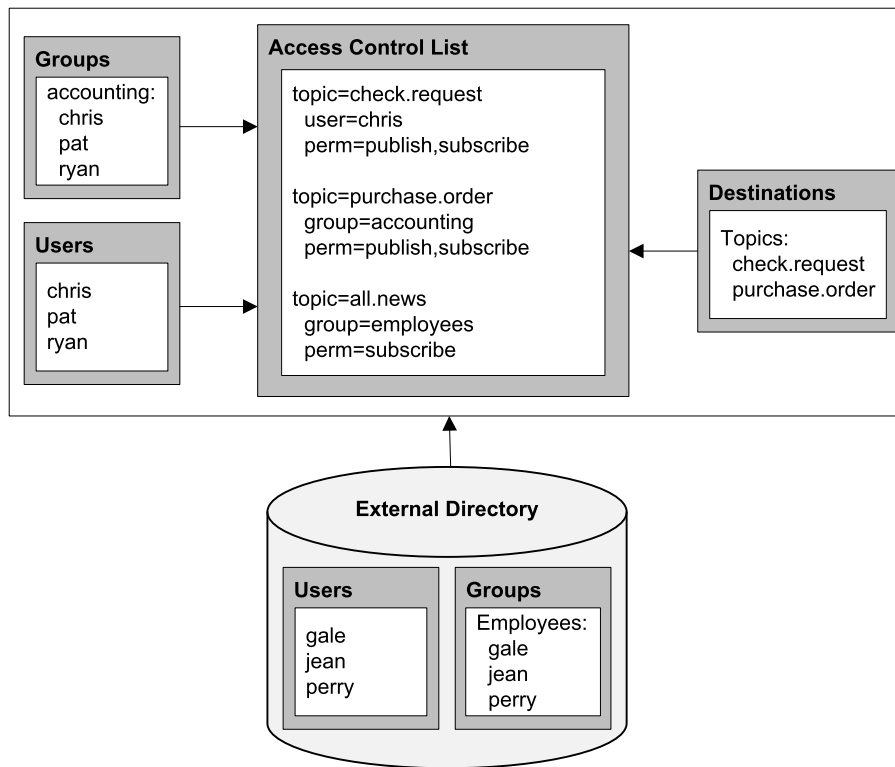 Groups
accounting:
chris
pat
ryan
Users
chris
pat
ryan
Access Control List
topic=check.request
user=chris
perm=publish,subscribe
topic=purchase.order
group=accounting
perm=publish,subscribe
topic=all.news
group=employees
perm=subscribe
Destinations
Topics:
check.request
purchase.order
External Directory
Users
gale
jean
perry
Groups
Employees:
gale
jean
perry